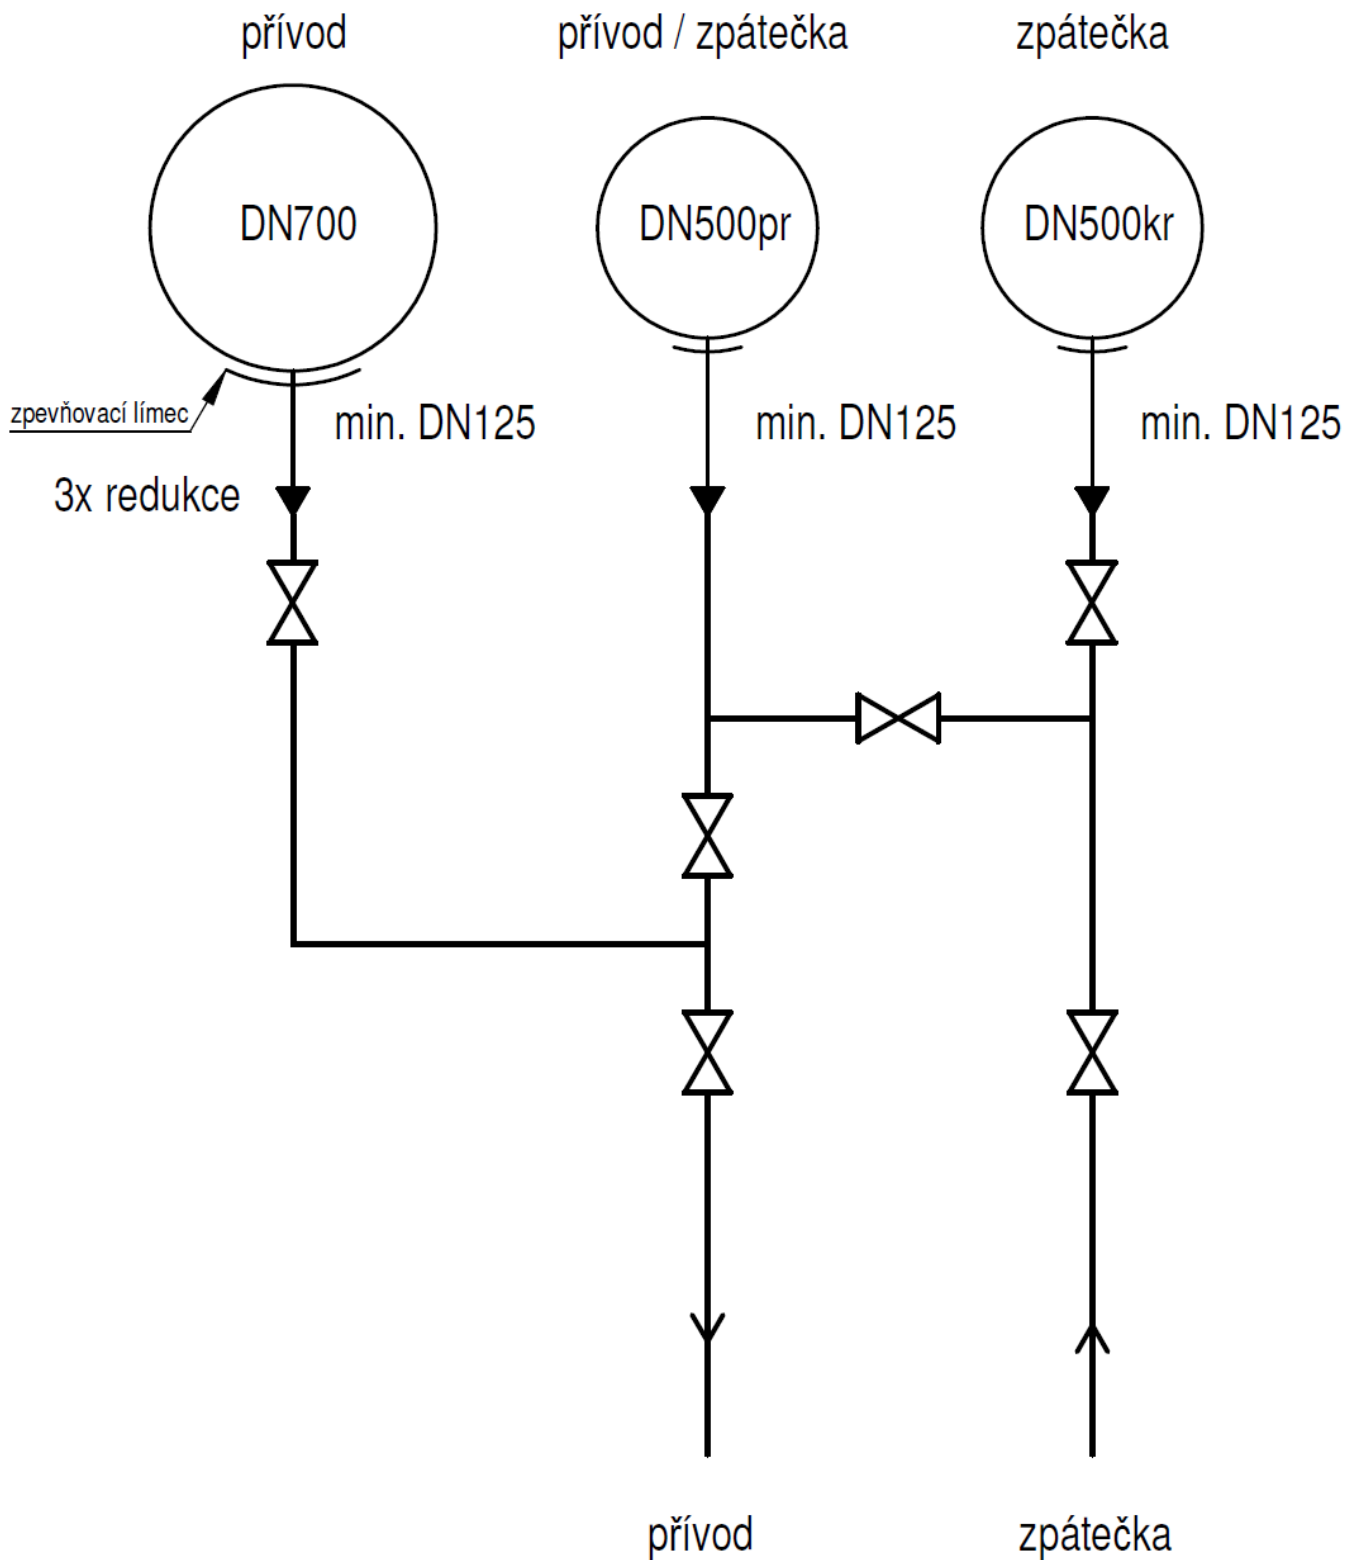 přívod
přívod / zpátečka
zpátečka
DN700
DN500pr
DN500kr
zpevňovací límec
min. DN125
min. DN125
min. DN125
3x redukce
přívod
zpátečka